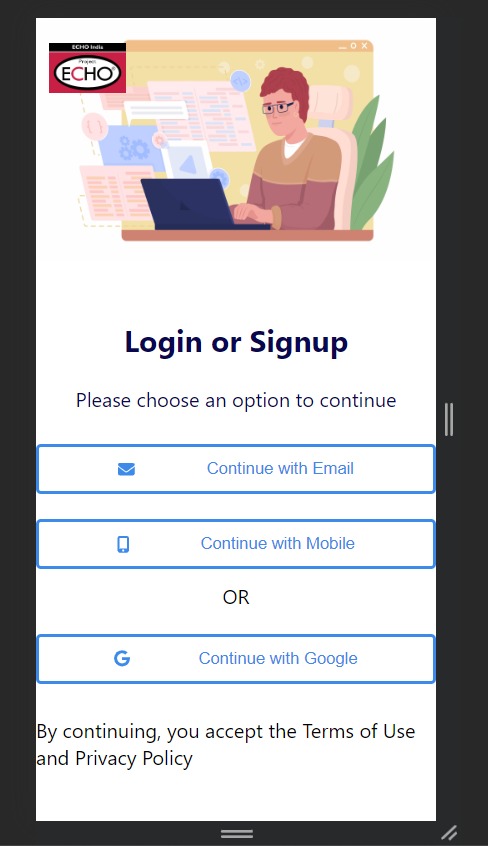 ECHO India
Project
ECHO®
Login or Signup
Please choose an option to continue
Continue with Email
Continue with Mobile
OR
Continue with Google
By continuing, you accept the Terms of Use
and Privacy Policy